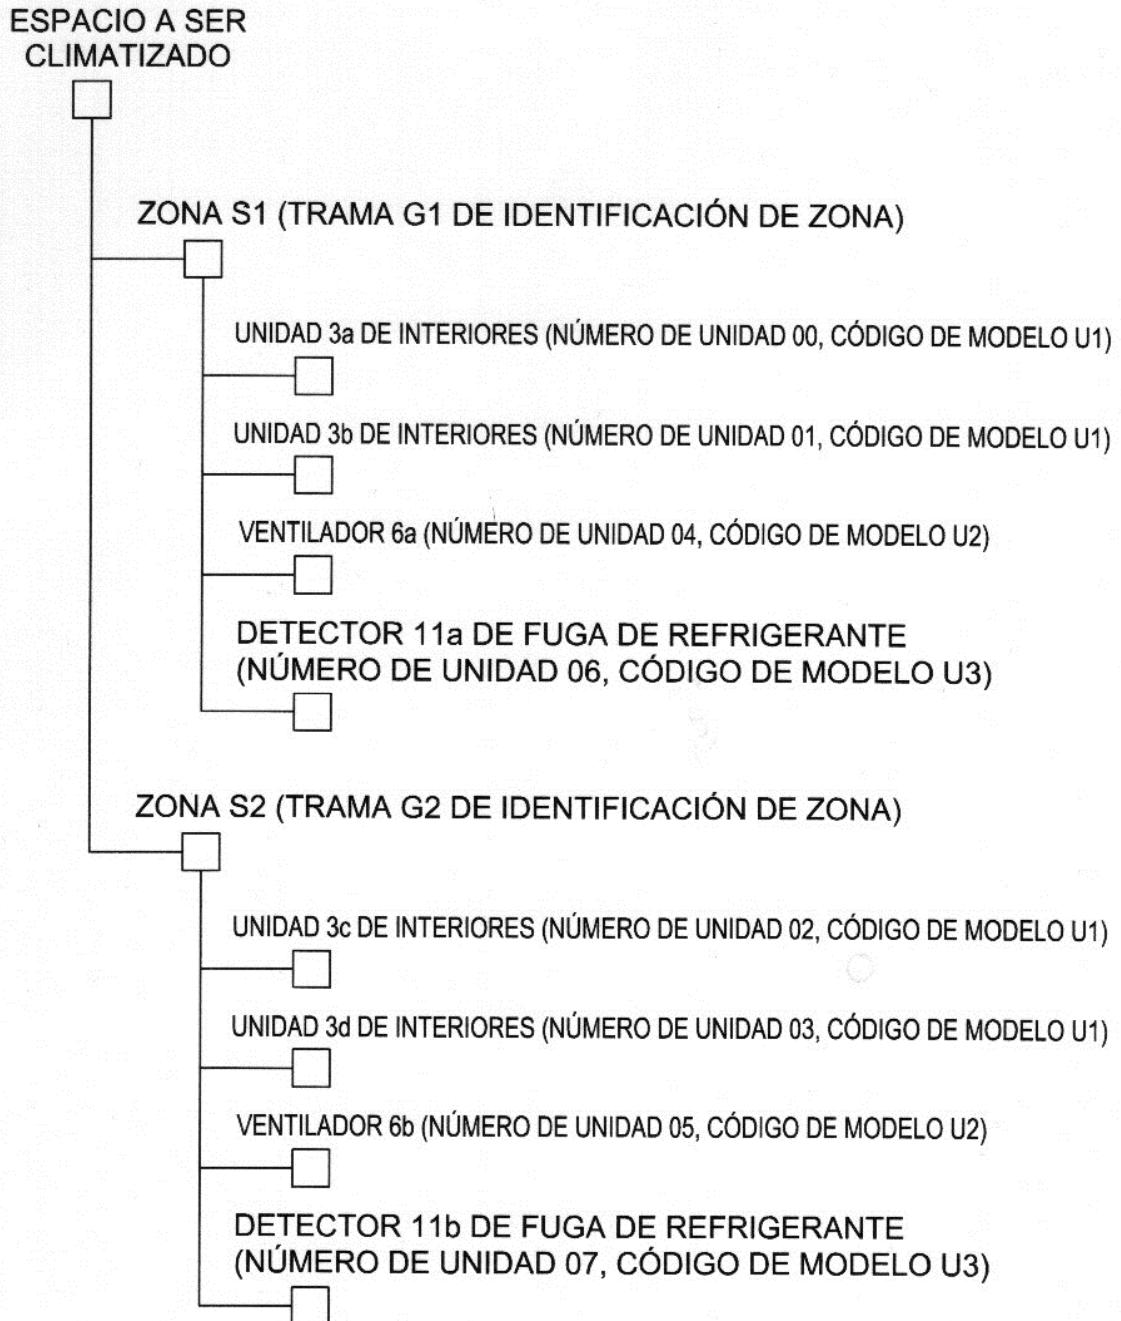 ESPACIO A SER
CLIMATIZADO
ZONA S1 (TRAMA G1 DE IDENTIFICACIÓN DE ZONA)
UNIDAD 3a DE INTERIORES (NÚMERO DE UNIDAD 00, CÓDIGO DE MODELO U1)
UNIDAD 3b DE INTERIORES (NÚMERO DE UNIDAD 01, CÓDIGO DE MODELO U1)
VENTILADOR 6a (NÚMERO DE UNIDAD 04, CÓDIGO DE MODELO U2)
DETECTOR 11a DE FUGA DE REFRIGERANTE
(NÚMERO DE UNIDAD 06, CÓDIGO DE MODELO U3)
ZONA S2 (TRAMA G2 DE IDENTIFICACIÓN DE ZONA)
UNIDAD 3c DE INTERIORES (NÚMERO DE UNIDAD 02, CÓDIGO DE MODELO U1)
UNIDAD 3d DE INTERIORES (NÚMERO DE UNIDAD 03, CÓDIGO DE MODELO U1)
VENTILADOR 6b (NÚMERO DE UNIDAD 05, CÓDIGO DE MODELO U2)
DETECTOR 11b DE FUGA DE REFRIGERANTE
(NÚMERO DE UNIDAD 07, CÓDIGO DE MODELO U3)